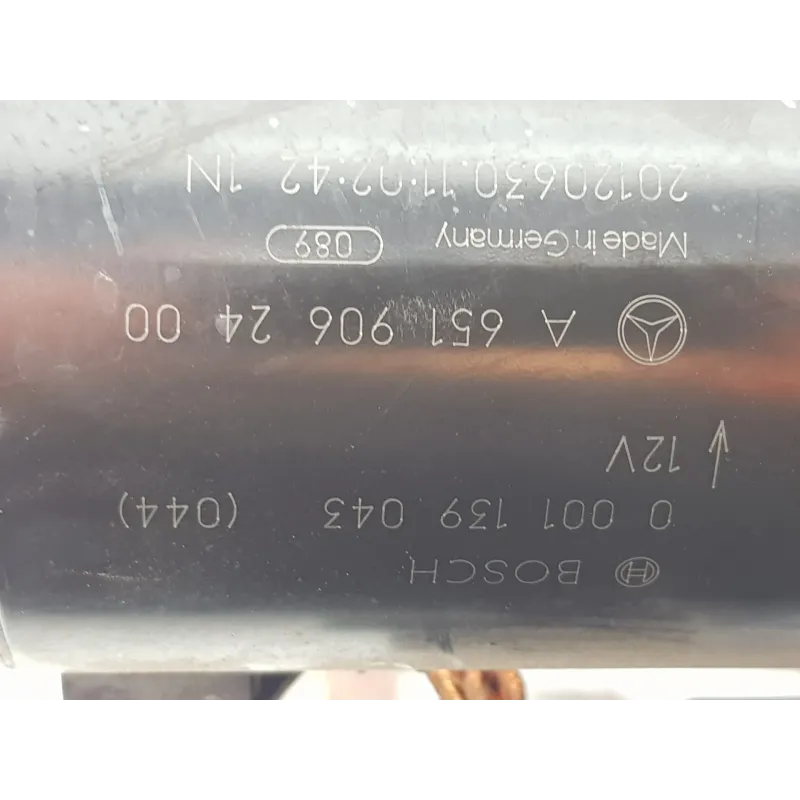 BOSCH
0 001 139 043 (044)
12V
A 651 906 24 00
Made in Germany 089
20120630.11:02:42 1N